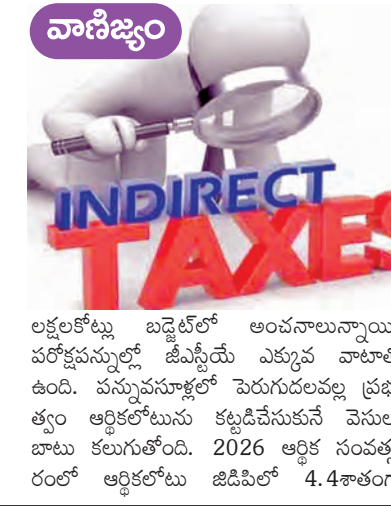 వాణిజ్యం
INDIRECT
TAXES
లక్షలకోట్లు బడ్జెట్‌లో అంచనాలున్నాయి
పరోక్షపన్నుల్లో జీఎస్టీయే ఎక్కువ వాటాతో
ఉంది. పన్నువసూళ్లలో పెరుగుదలవల్ల ప్రభు
త్వం ఆర్థికలోటును కట్టడిచేసుకునే వెసులు
బాటు కలుగుతోంది. 2026 ఆర్థిక సంవత్స
రంలో ఆర్థికలోటు జిడిపిలో 4.4శాతంగా